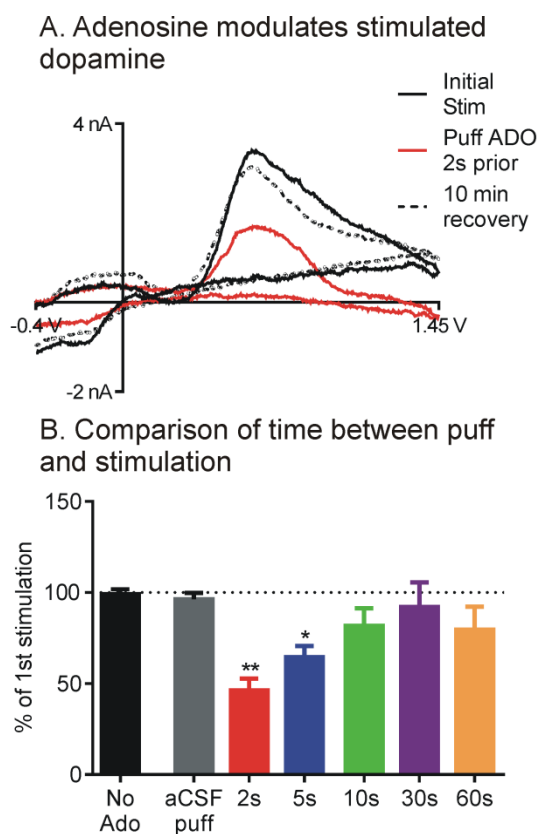 A. Adenosine modulates stimulated
dopamine
4 nA
Initial
Stim
Puff ADO
2s prior
10 min
recovery
-0.4 V
1.45 V
-2 nA
B. Comparison of time between puff
and stimulation
% of 1st stimulation
150
100
50
0
**
*
No
Ado
aCSF
puff
2s
5s
10s
30s
60s